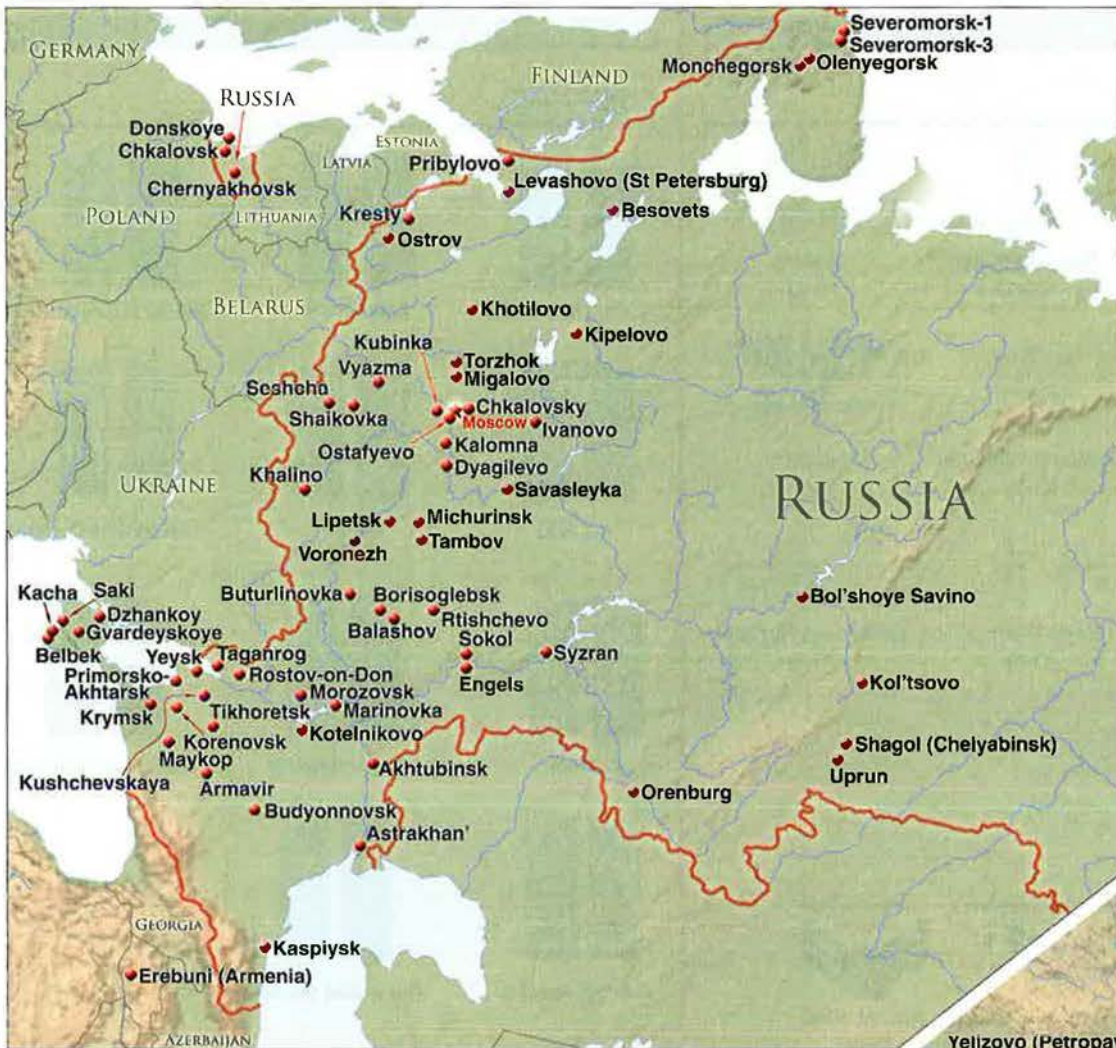 Severomorsk-1
Severomorsk-3
Olenyegorsk
Monchegorsk
GERMANY
FINLAND
RUSSIA
Donskoye
Chkalovsk
Chernyakhovsk
ESTONIA
LATVIA
LITHUANIA
POLAND
Pribylovo
Levashovo (St Petersburg)
Besovets
Kresty
Ostrov
BELARUS
Khotilovo
Kipelovo
Kubinka
Vyazma
Torzhok
Migalovo
Seshcha
Shaikovka
Chkalovsky
Moscow
Ivanovo
Ostafyevo
Kalomna
Dyagilevo
Khalino
UKRAINE
Savasleyka
RUSSIA
Lipetsk
Michurinsk
Voronezh
Tambov
Buturlinovka
Borisoglebsk
Bol'shoye Savino
Kacha
Saki
Dzhankoy
Gvardeyskoye
Belbek
Balashov
Rtishchevo
Sokol
Syzran
Engels
Yeysk
Taganrog
Primorsko-
Akhtarsk
Rostov-on-Don
Kol'tsovo
Krymsk
Morozovsk
Marinovka
Tikhoretsk
Kotelnikovo
Korenovsk
Maykop
Shagol (Chelyabinsk)
Uprun
Kushchevskaya
Armavir
Akhtubinsk
Orenburg
Budyonnovsk
Astrakhan'
GEORGIA
Kaspiysk
Erebuni (Armenia)
AZERBAIJAN
Yelizovo (Petropa